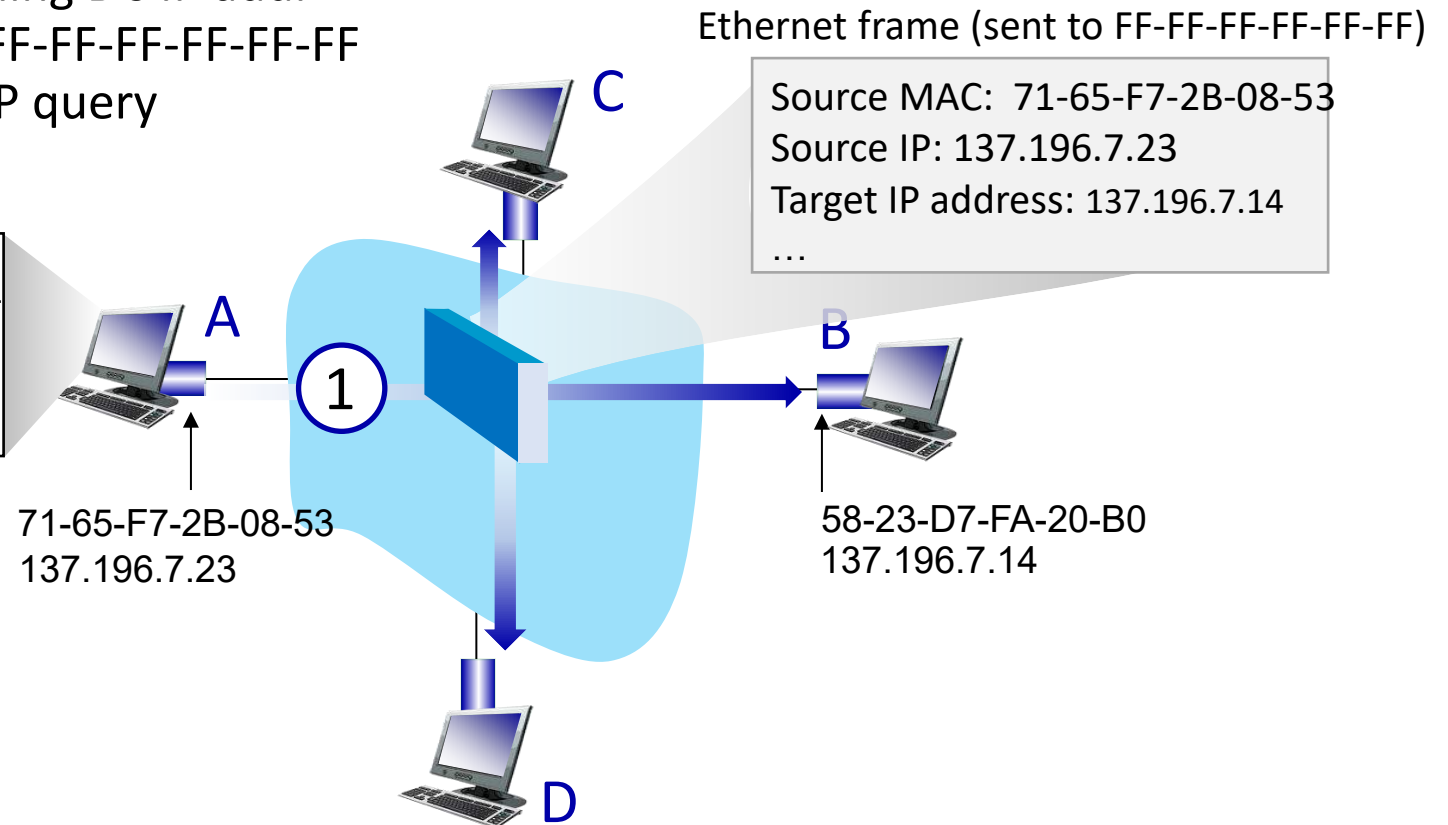 FF-FF-FF-FF-FF-FF
query
Ethernet frame (sent to FF-FF-FF-FF-FF-FF)
Source MAC: 71-65-F7-2B-08-53
Source IP: 137.196.7.23
Target IP address: 137.196.7.14
…
C
A
B
1
71-65-F7-2B-08-53
137.196.7.23
58-23-D7-FA-20-B0
137.196.7.14
D